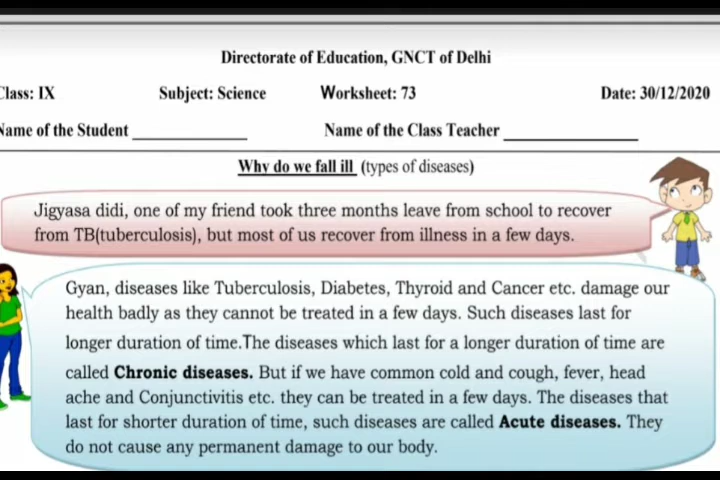 Directorate of Education, GNCT of Delhi
Class: IX Subject: Science Worksheet: 73 Date: 30/12/2020
Name of the Student ____________ Name of the Class Teacher ______________
Why do we fall ill (types of diseases)
Jigyasa didi, one of my friend took three months leave from school to recover
from TB(tuberculosis), but most of us recover from illness in a few days.
Gyan, diseases like Tuberculosis, Diabetes, Thyroid and Cancer etc. damage our
health badly as they cannot be treated in a few days. Such diseases last for
longer duration of time.The diseases which last for a longer duration of time are
called Chronic diseases. But if we have common cold and cough, fever, head
ache and Conjunctivitis etc. they can be treated in a few days. The diseases that
last for shorter duration of time, such diseases are called Acute diseases. They
do not cause any permanent damage to our body.